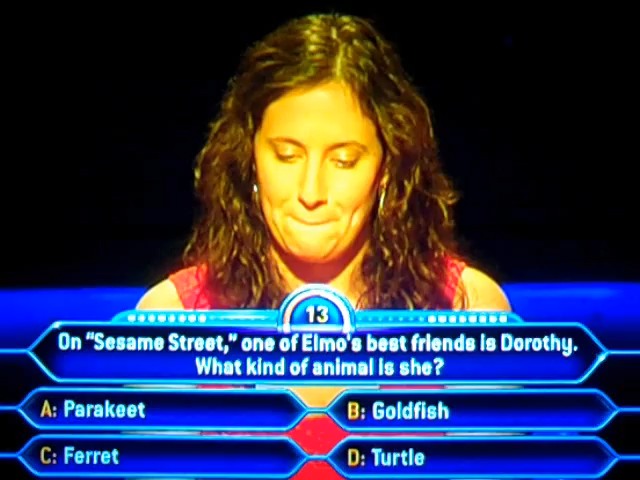 13
On "Sesame Street," one of Elmo's best friends is Dorothy.
What kind of animal is she?
A: Parakeet
B: Goldfish
C: Ferret
D: Turtle